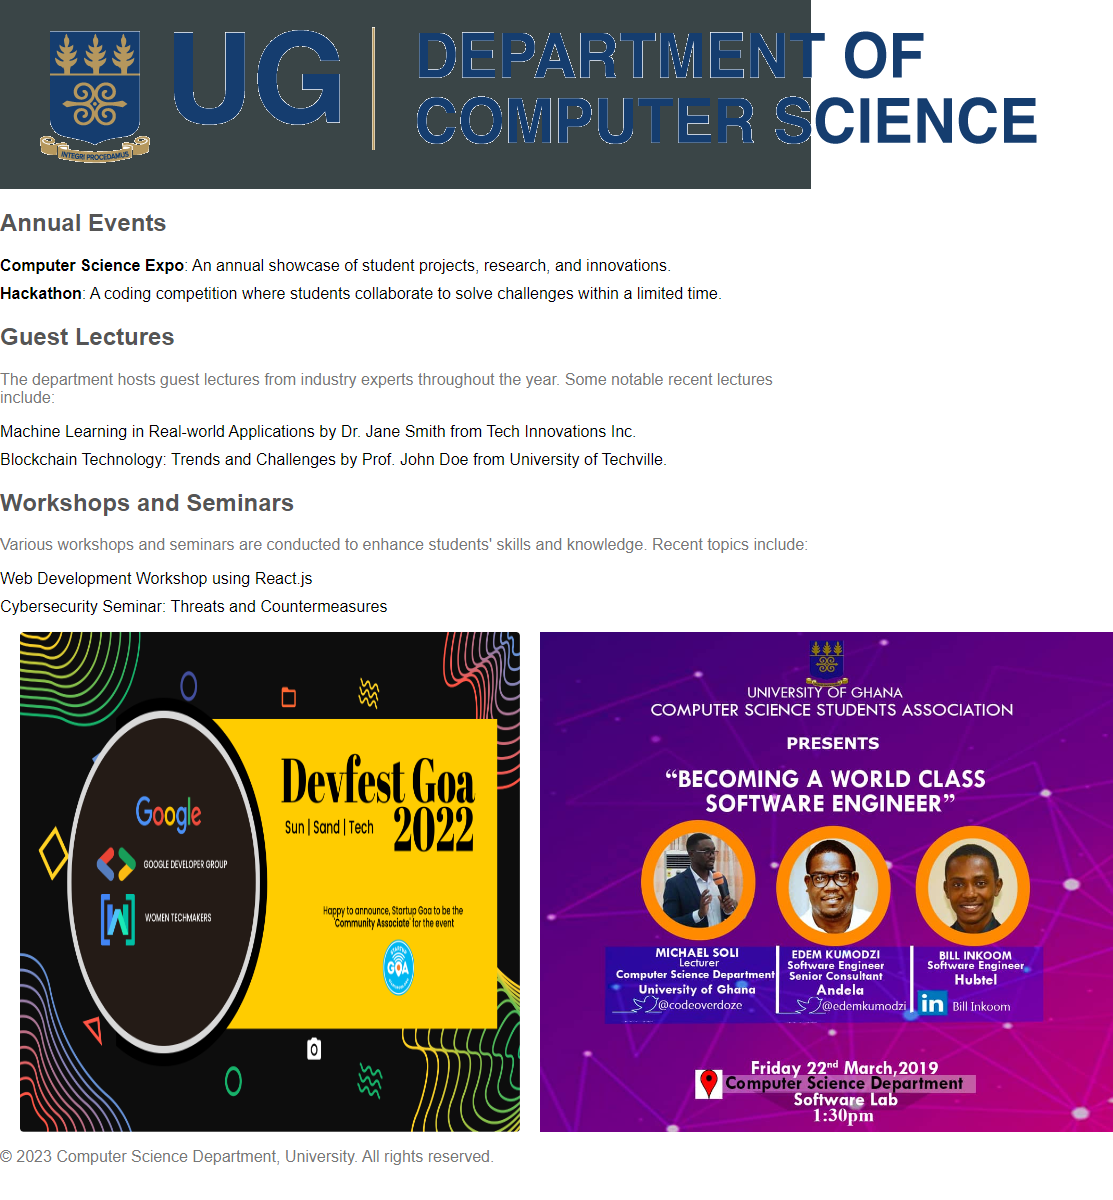 UG
DEPARTMENT OF
COMPUTER SCIENCE
INTEGRI PROCEDAMUS
Annual Events
Computer Science Expo: An annual showcase of student projects, research, and innovations.
Hackathon: A coding competition where students collaborate to solve challenges within a limited time.
Guest Lectures
The department hosts guest lectures from industry experts throughout the year. Some notable recent lectures
include:
Machine Learning in Real-world Applications by Dr. Jane Smith from Tech Innovations Inc.
Blockchain Technology: Trends and Challenges by Prof. John Doe from University of Techville.
Workshops and Seminars
Various workshops and seminars are conducted to enhance students' skills and knowledge. Recent topics include:
Web Development Workshop using React.js
Cybersecurity Seminar: Threats and Countermeasures
Google
GOOGLE DEVELOPER GROUP
WOMEN TECHMAKERS
Devfest Goa
2022
Sun | Sand | Tech
Happy to announce, Startup Goa to be the
'Community Associate' for the event
STARTUP
GOA
UNIVERSITY OF GHANA
COMPUTER SCIENCE STUDENTS ASSOCIATION
PRESENTS
“BECOMING A WORLD CLASS
SOFTWARE ENGINEER”
MICHAEL SOLI
Lecturer
Computer Science Department
University of Ghana
@codeoverdoze
EDEM KUMODZI
Software Engineer
Senior Consultant
Andela
@edemkumodzi
BILL INKOOM
Software Engineer
Hubtel
in Bill Inkoom
Friday 22nd March,2019
Computer Science Department
Software Lab
1:30pm
© 2023 Computer Science Department, University. All rights reserved.